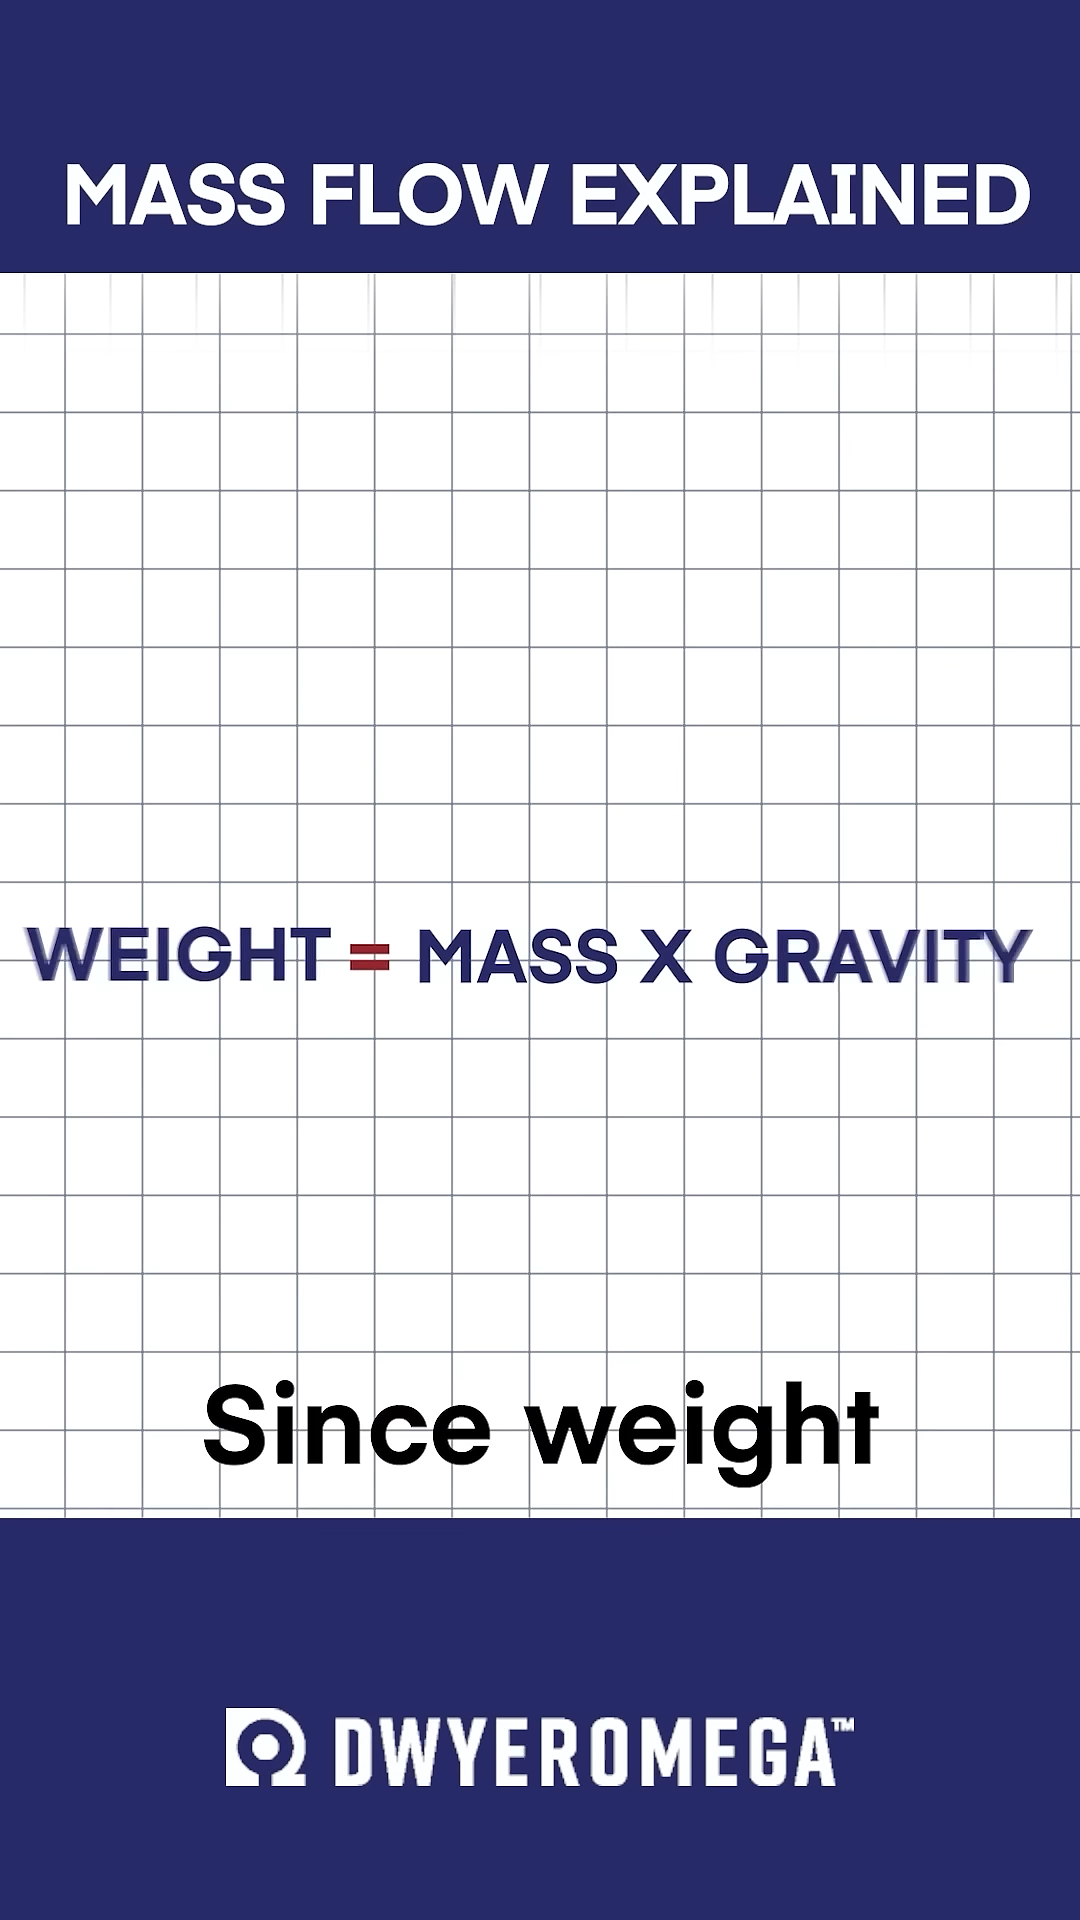 MASS FLOW EXPLAINED
WEIGHT = MASS X GRAVITY
Since weight
DWYEROMEGA™